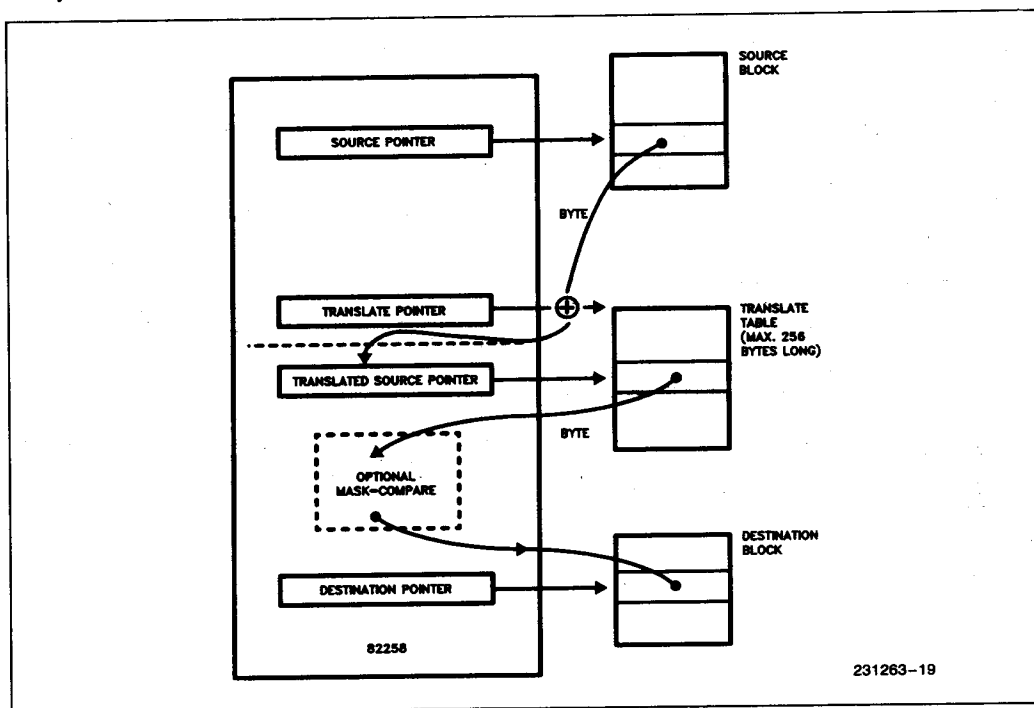 SOURCE
BLOCK
SOURCE POINTER
BYTE
TRANSLATE POINTER
TRANSLATE
TABLE
(MAX. 256
BYTES LONG)
TRANSLATED SOURCE POINTER
BYTE
OPTIONAL
MASK-COMPARE
DESTINATION
BLOCK
DESTINATION POINTER
82258
231263-19